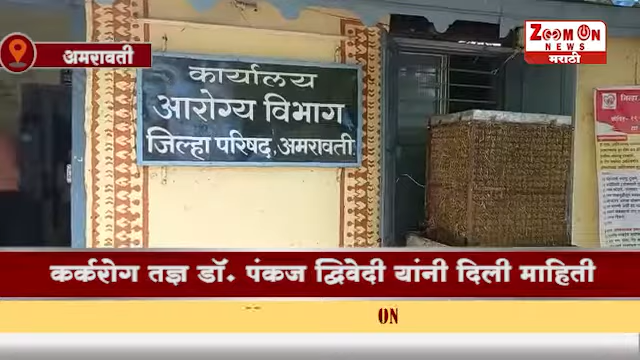 अमरावती
ZOOM ON
NEWS
मराठी
कार्यालय
आरोग्य विभाग
जिल्हा परिषद, अमरावती
कर्करोग तज्ञ डॉ. पंकज द्विवेदी यांनी दिली माहिती
ON